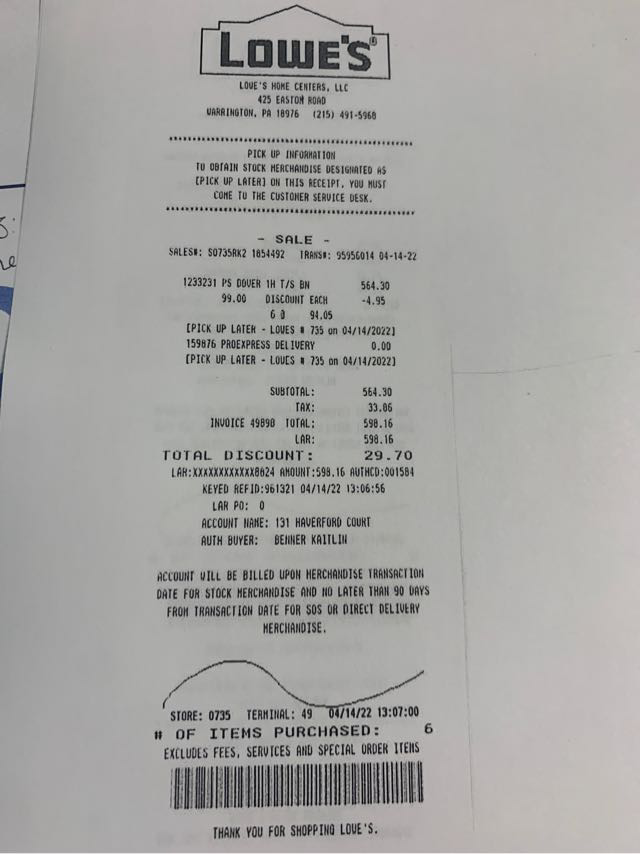 LOWE'S®
LOWE'S HOME CENTERS, LLC
425 EASTON ROAD
WARRINGTON, PA 18976 (215) 491-5968
PICK UP INFORMATION
TO OBTAIN STOCK MERCHANDISE DESIGNATED AS
[PICK UP LATER] ON THIS RECEIPT, YOU MUST
COME TO THE CUSTOMER SERVICE DESK.
- SALE -
SALES#: S0735RK2 1854492 TRANS#: 95956014 04-14-22
1233231 PS DOVER 1H T/S BN 564.30
99.00 DISCOUNT EACH -4.95
6 @ 94.05
[PICK UP LATER - LOWES # 735 on 04/14/2022]
159876 PROEXPRESS DELIVERY 0.00
[PICK UP LATER - LOWES # 735 on 04/14/2022]
SUBTOTAL: 564.30
TAX: 33.86
INVOICE 49890 TOTAL: 598.16
LAR: 598.16
TOTAL DISCOUNT: 29.70
LAR:XXXXXXXXXXXX8624 AMOUNT:598.16 AUTHCD:001584
KEYED REFID:961321 04/14/22 13:06:56
LAR PO: 0
ACCOUNT NAME: 131 HAVERFORD COURT
AUTH BUYER: BENNER KAITLIN
ACCOUNT WILL BE BILLED UPON MERCHANDISE TRANSACTION
DATE FOR STOCK MERCHANDISE AND NO LATER THAN 90 DAYS
FROM TRANSACTION DATE FOR SOS OR DIRECT DELIVERY
MERCHANDISE.
STORE: 0735 TERMINAL: 49 04/14/22 13:07:00
# OF ITEMS PURCHASED: 6
EXCLUDES FEES, SERVICES AND SPECIAL ORDER ITEMS
THANK YOU FOR SHOPPING LOWE'S.